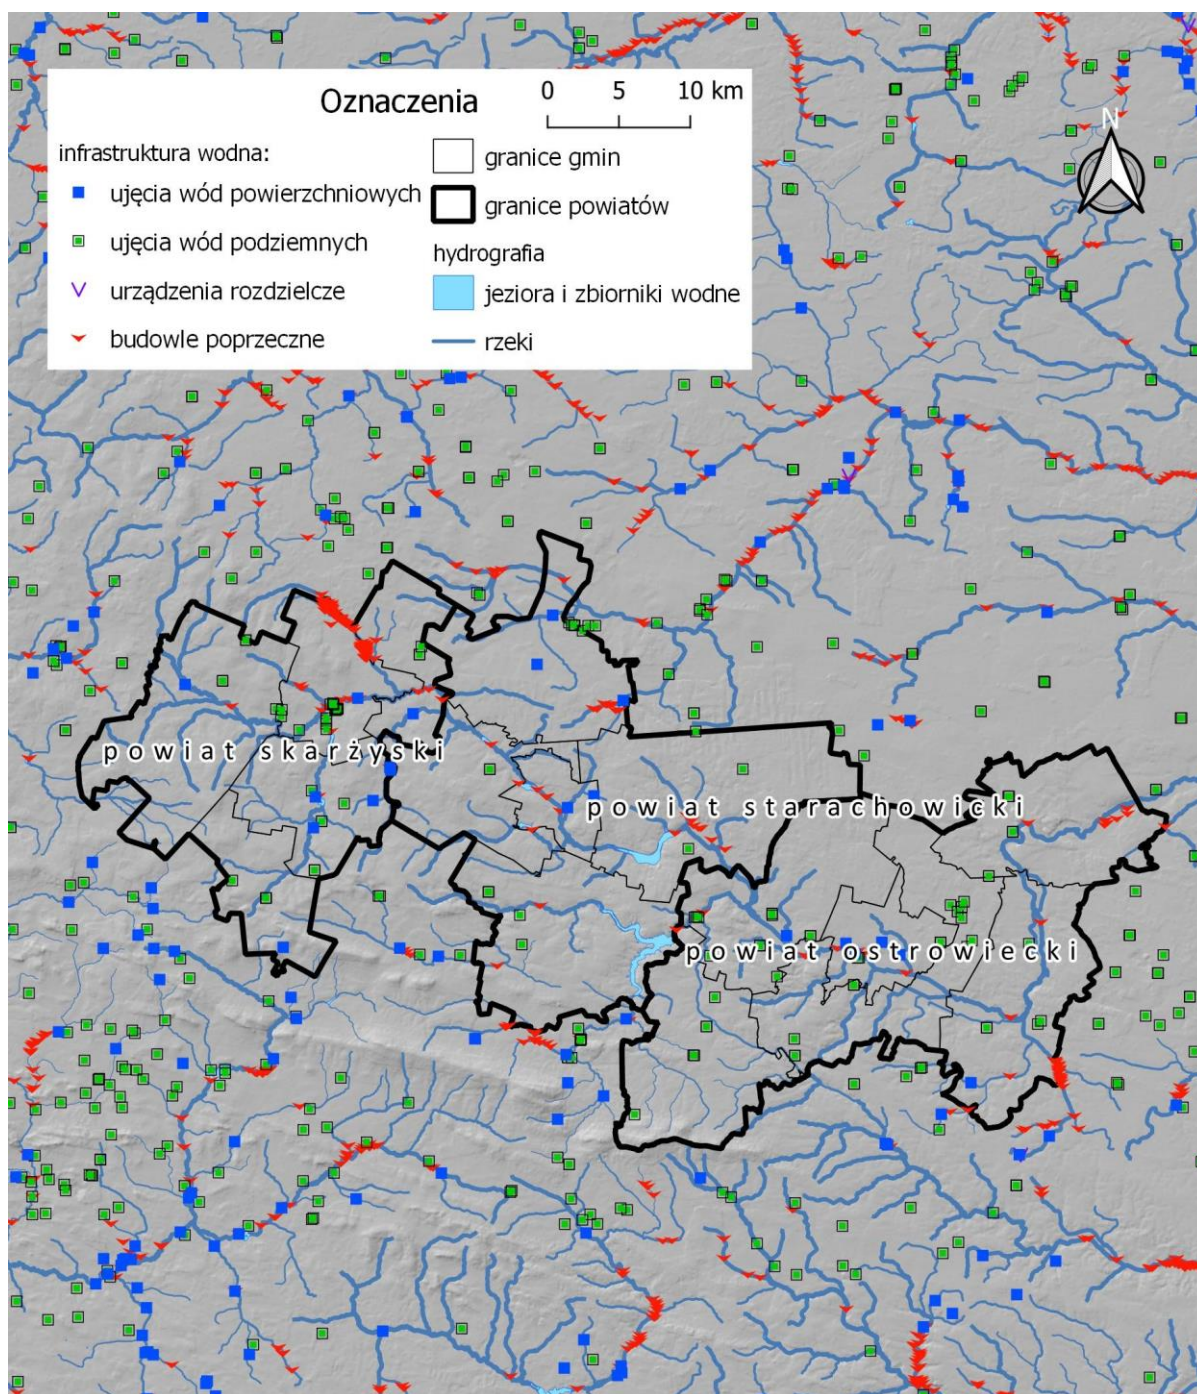 Oznaczenia
0 5 10 km
infrastruktura wodna:
ujęcia wód powierzchniowych
ujęcia wód podziemnych
urządzenia rozdzielcze
budowle poprzeczne
granice gmin
granice powiatów
hydrografia
jeziora i zbiorniki wodne
rzeki
N
powiat skarżyski
powiat starachowicki
powiat ostrowiecki